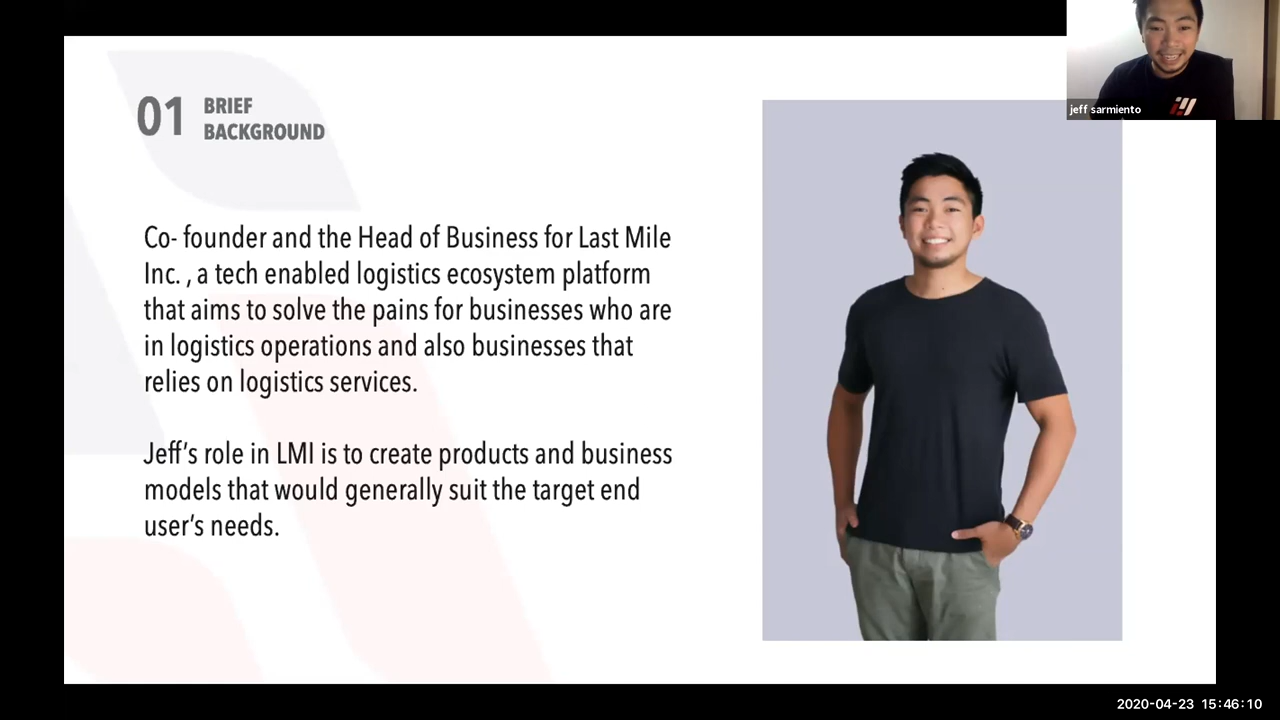 01 BRIEF
BACKGROUND
Co- founder and the Head of Business for Last Mile
Inc. , a tech enabled logistics ecosystem platform
that aims to solve the pains for businesses who are
in logistics operations and also businesses that
relies on logistics services.
Jeff’s role in LMI is to create products and business
models that would generally suit the target end
user’s needs.
jeff sarmiento
2020-04-23 15:46:10